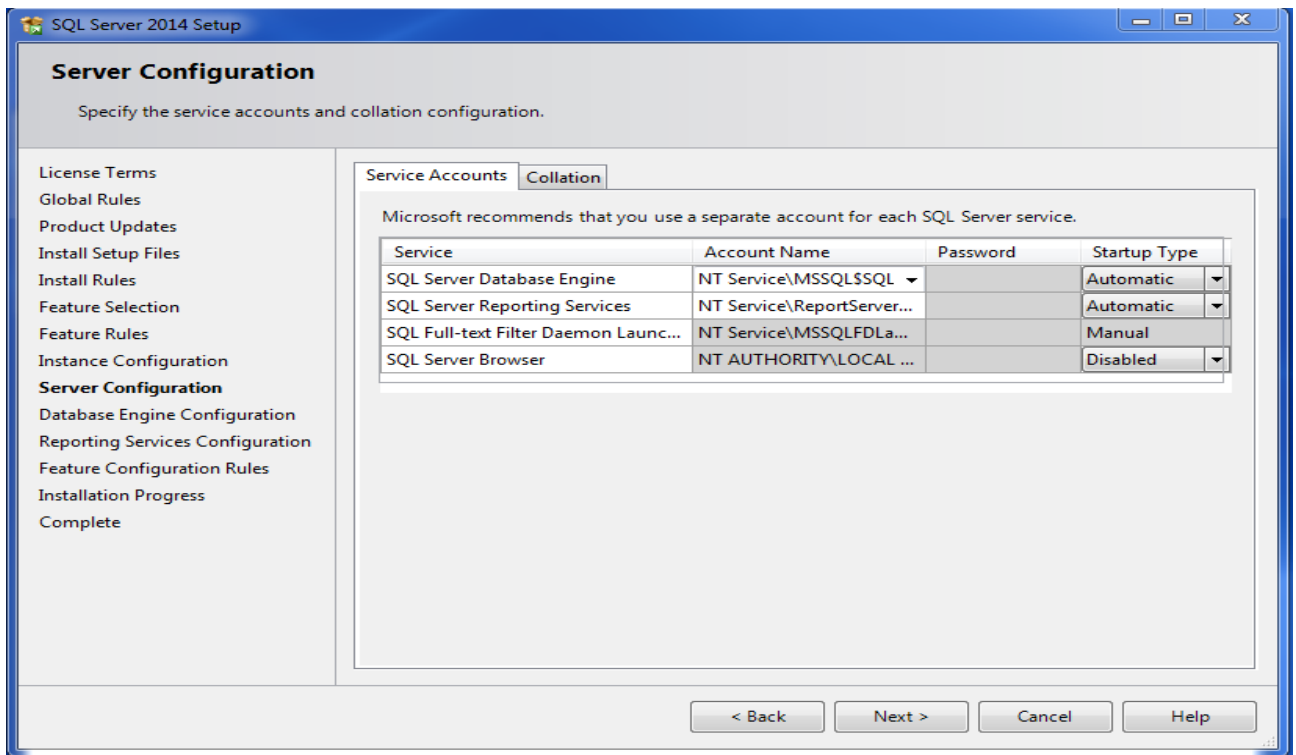 SQL Server 2014 Setup
Server Configuration
Specify the service accounts and collation configuration.
License Terms
Global Rules
Product Updates
Install Setup Files
Install Rules
Feature Selection
Feature Rules
Instance Configuration
Server Configuration
Database Engine Configuration
Reporting Services Configuration
Feature Configuration Rules
Installation Progress
Complete
Service Accounts Collation
Microsoft recommends that you use a separate account for each SQL Server service.
Service Account Name Password Startup Type
SQL Server Database Engine NT Service\MSSQL$SQL Automatic
SQL Server Reporting Services NT Service\ReportServer... Automatic
SQL Full-text Filter Daemon Launc... NT Service\MSSQLFDLa... Manual
SQL Server Browser NT AUTHORITY\LOCAL ... Disabled
< Back Next > Cancel Help